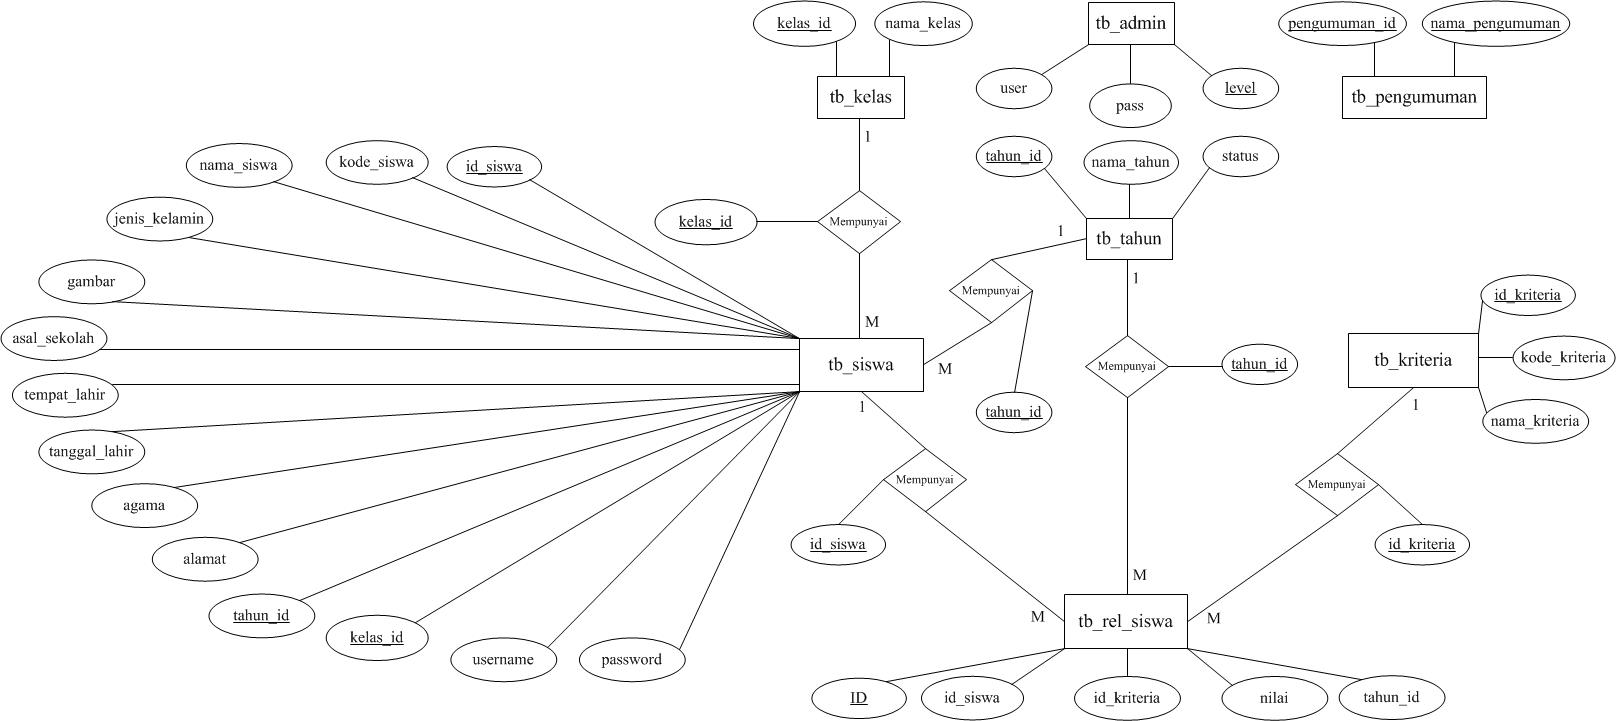 kelas_id
nama_kelas
tb_kelas
1
Mempunyai
kelas_id
M
tb_admin
user
pass
level
pengumuman_id
nama_pengumuman
tb_pengumuman
tahun_id
nama_tahun
status
tb_tahun
1
Mempunyai
M
tahun_id
1
Mempunyai
tahun_id
M
id_siswa
kode_siswa
nama_siswa
jenis_kelamin
gambar
asal_sekolah
tempat_lahir
tanggal_lahir
agama
alamat
tahun_id
kelas_id
username
password
tb_siswa
1
Mempunyai
id_siswa
M
id_kriteria
kode_kriteria
nama_kriteria
tb_kriteria
1
Mempunyai
id_kriteria
M
tb_rel_siswa
ID
id_siswa
id_kriteria
nilai
tahun_id